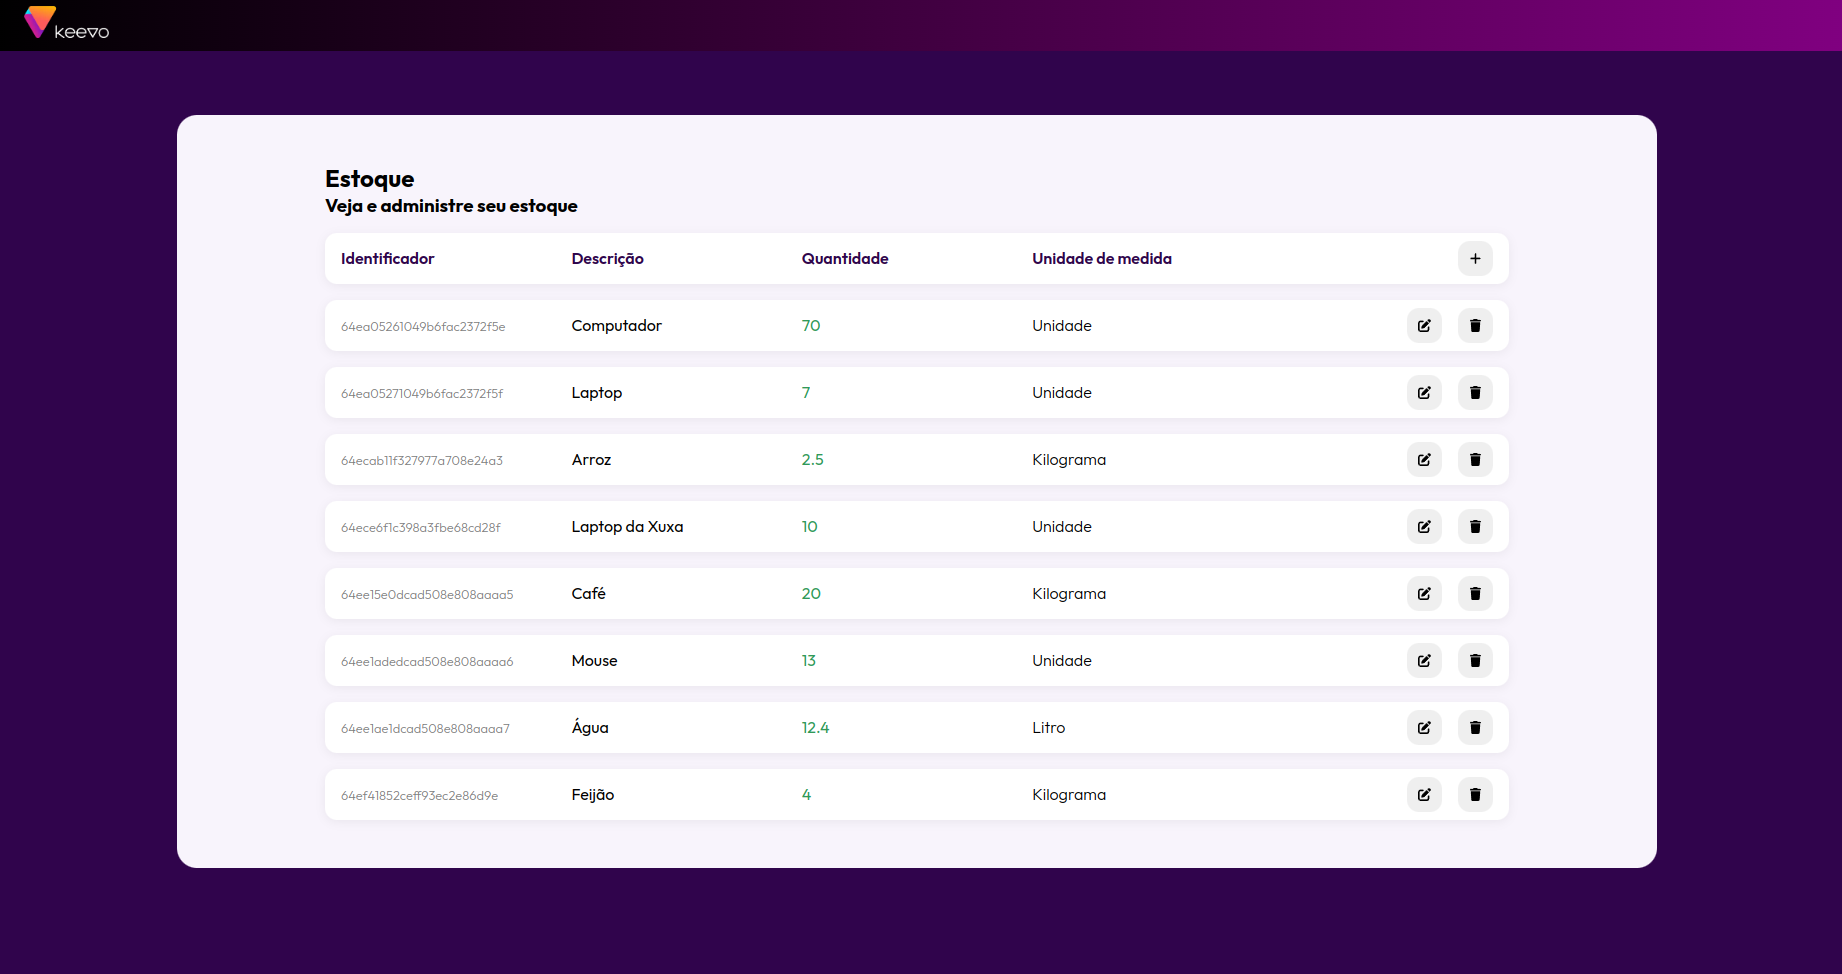 keevo
Estoque
Veja e administre seu estoque
Identificador Descrição Quantidade Unidade de medida
64ea05261049b6fac2372f5e Computador 70 Unidade
64ea05271049b6fac2372f5f Laptop 7 Unidade
64ecab11f327977a708e24a3 Arroz 2.5 Kilograma
64ece6f1c398a3fbe68cd28f Laptop da Xuxa 10 Unidade
64ee15e0dcad508e808aaaa5 Café 20 Kilograma
64ee1adedcad508e808aaaa6 Mouse 13 Unidade
64ee1ae1dcad508e808aaaa7 Água 12.4 Litro
64ef41852ceff93ec2e86d9e Feijão 4 Kilograma